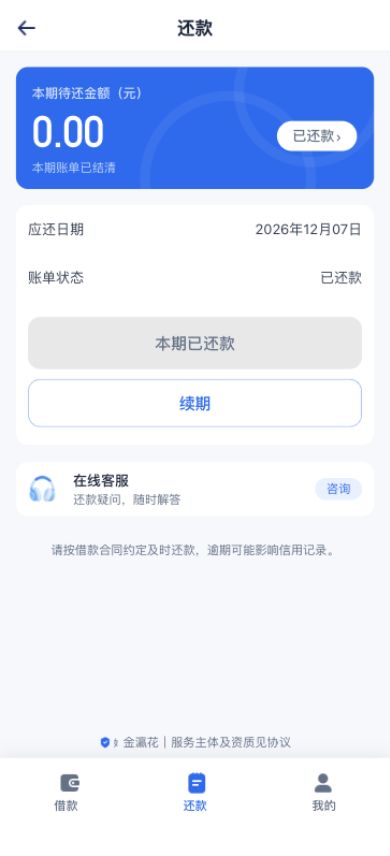 还款
本期待还金额（元）
0.00
已还款›
本期账单已结清
应还日期 2026年12月07日
账单状态 已还款
本期已还款
续期
在线客服
还款疑问，随时解答
咨询
请按借款合同约定及时还款，逾期可能影响信用记录。
金瀛花｜服务主体及资质见协议
借款 还款 我的